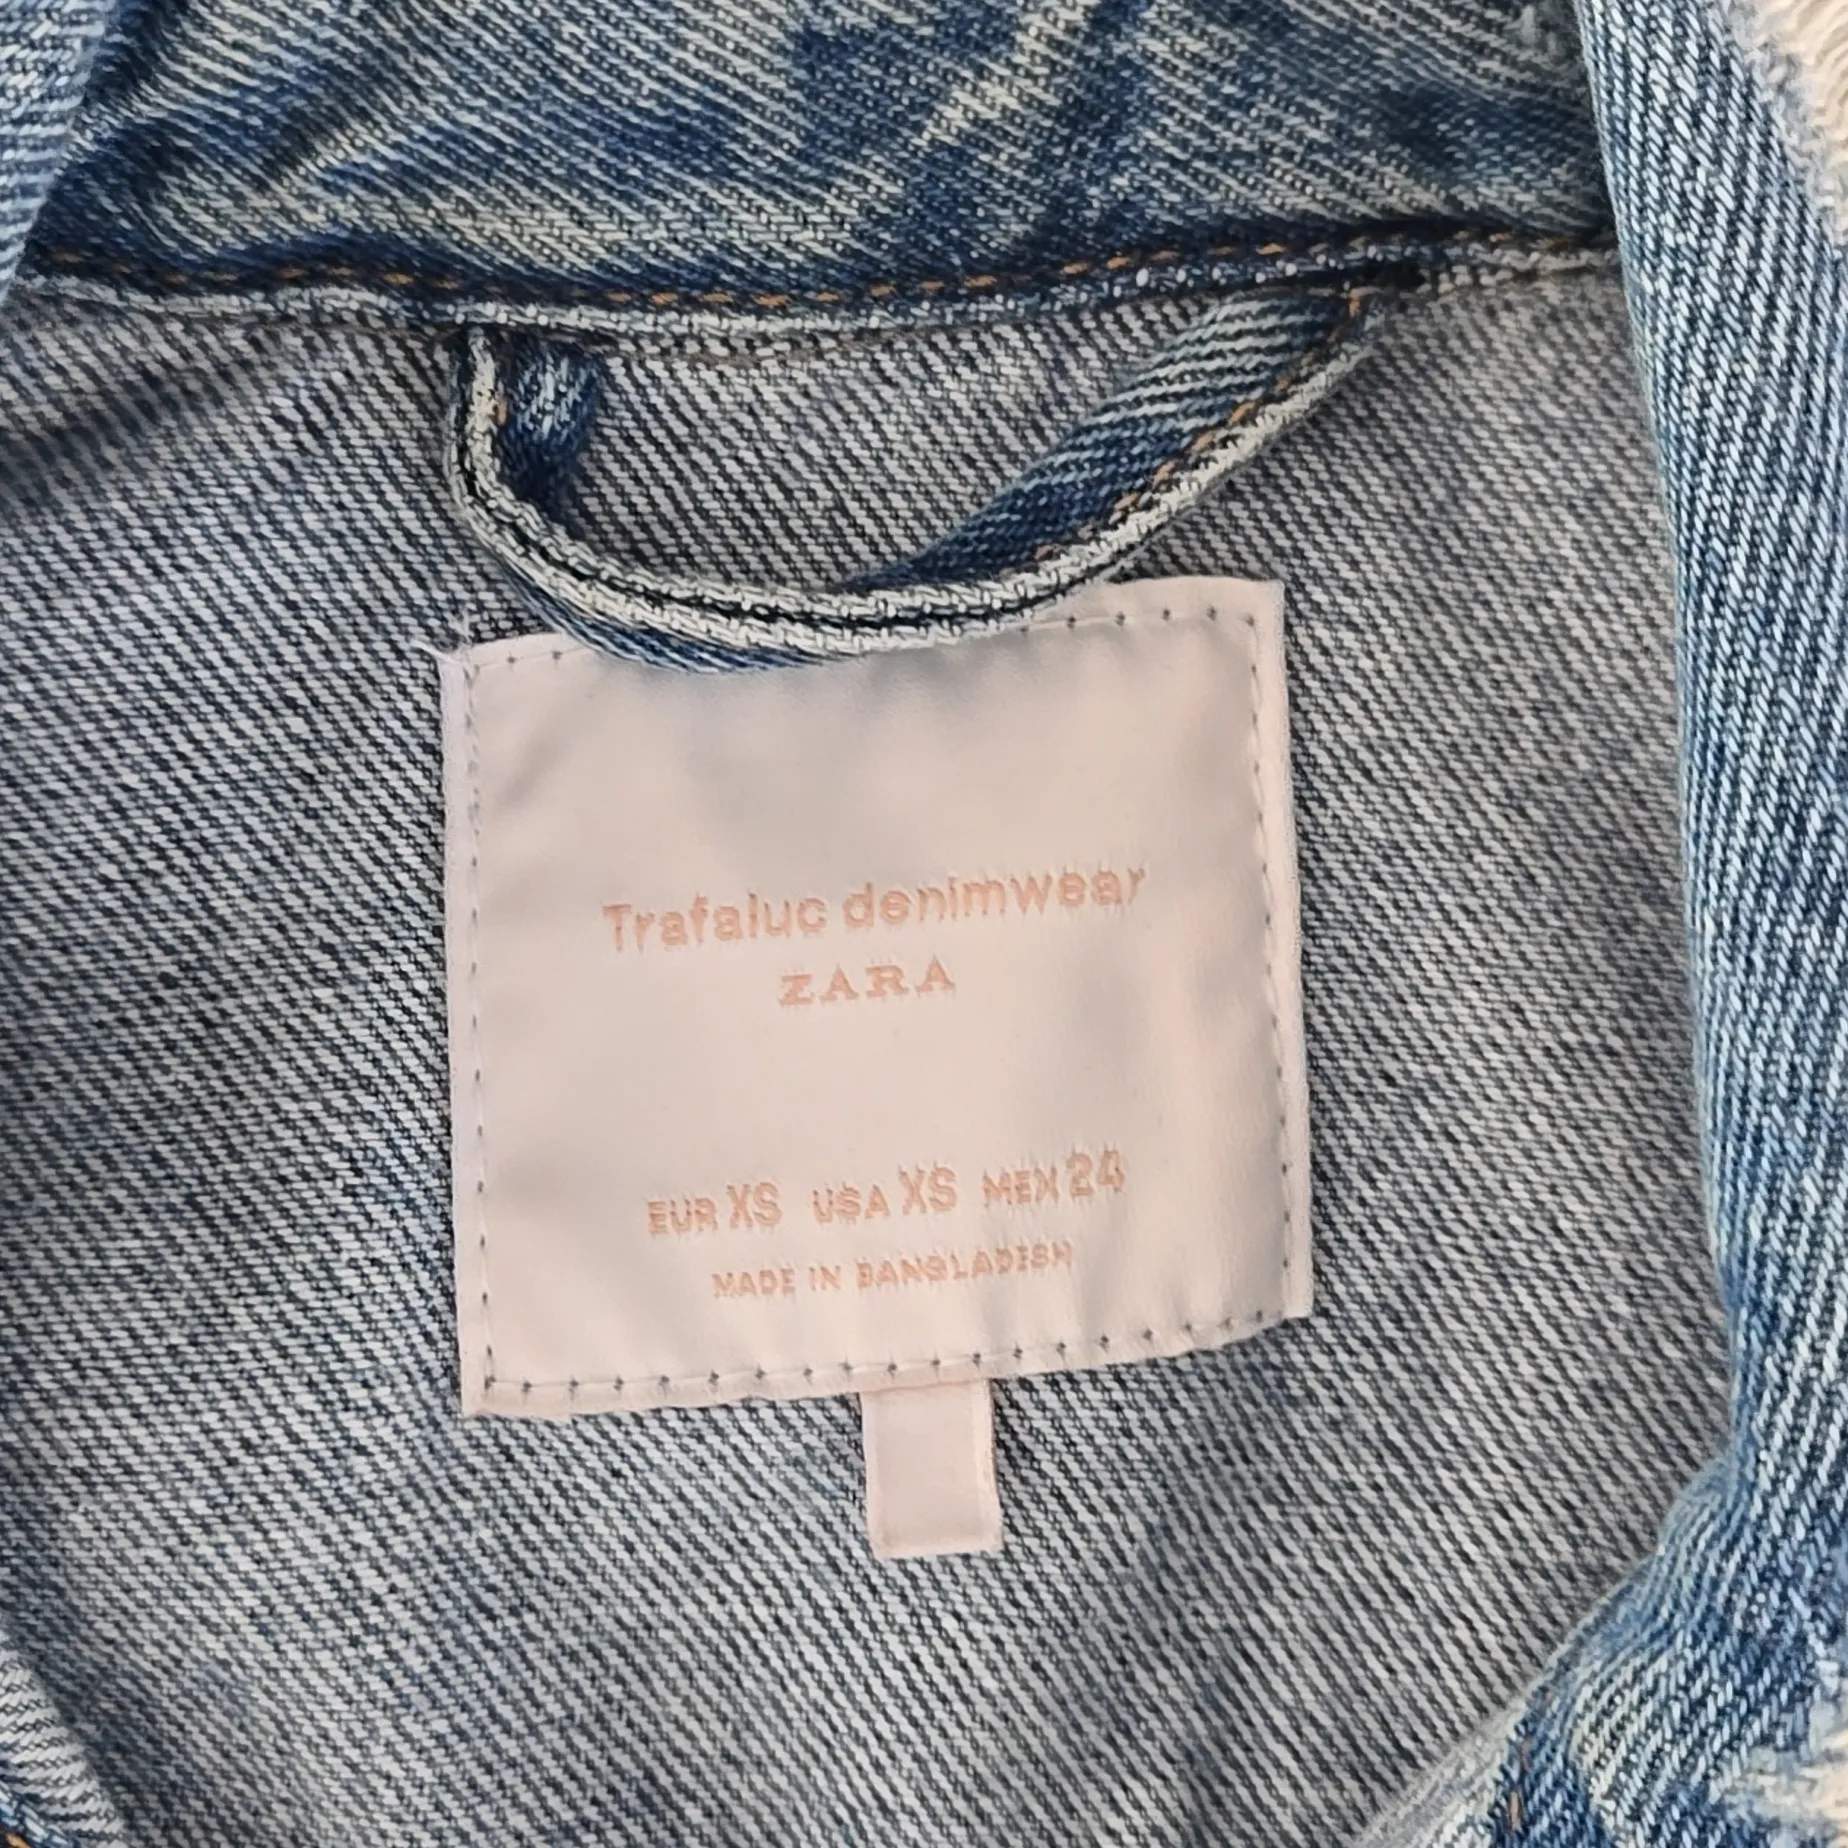 Trafaluc denimwear
ZARA
EUR XS USA XS MEX 24
MADE IN BANGLADESH